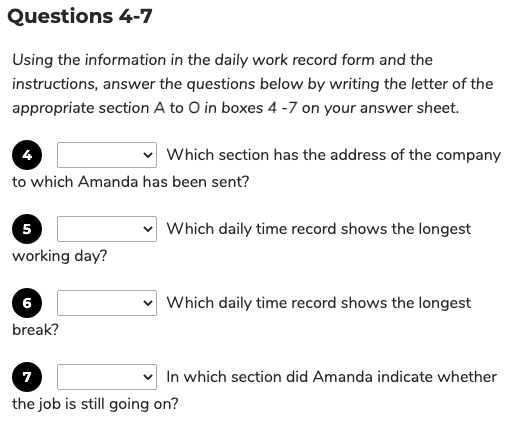 Questions 4-7
Using the information in the daily work record form and the
instructions, answer the questions below by writing the letter of the
appropriate section A to O in boxes 4 -7 on your answer sheet.
4 Which section has the address of the company
to which Amanda has been sent?
5 Which daily time record shows the longest
working day?
6 Which daily time record shows the longest
break?
7 In which section did Amanda indicate whether
the job is still going on?